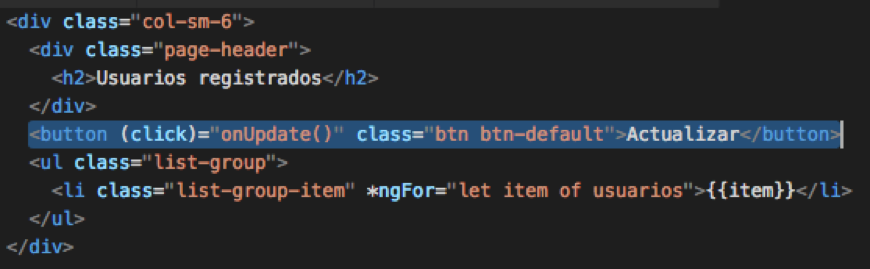 <div class="col-sm-6">
<div class="page-header">
<h2>Usuarios registrados</h2>
</div>
<button (click)="onUpdate()" class="btn btn-default">Actualizar</button>
<ul class="list-group">
<li class="list-group-item" *ngFor="let item of usuarios">{{item}}</li>
</ul>
</div>